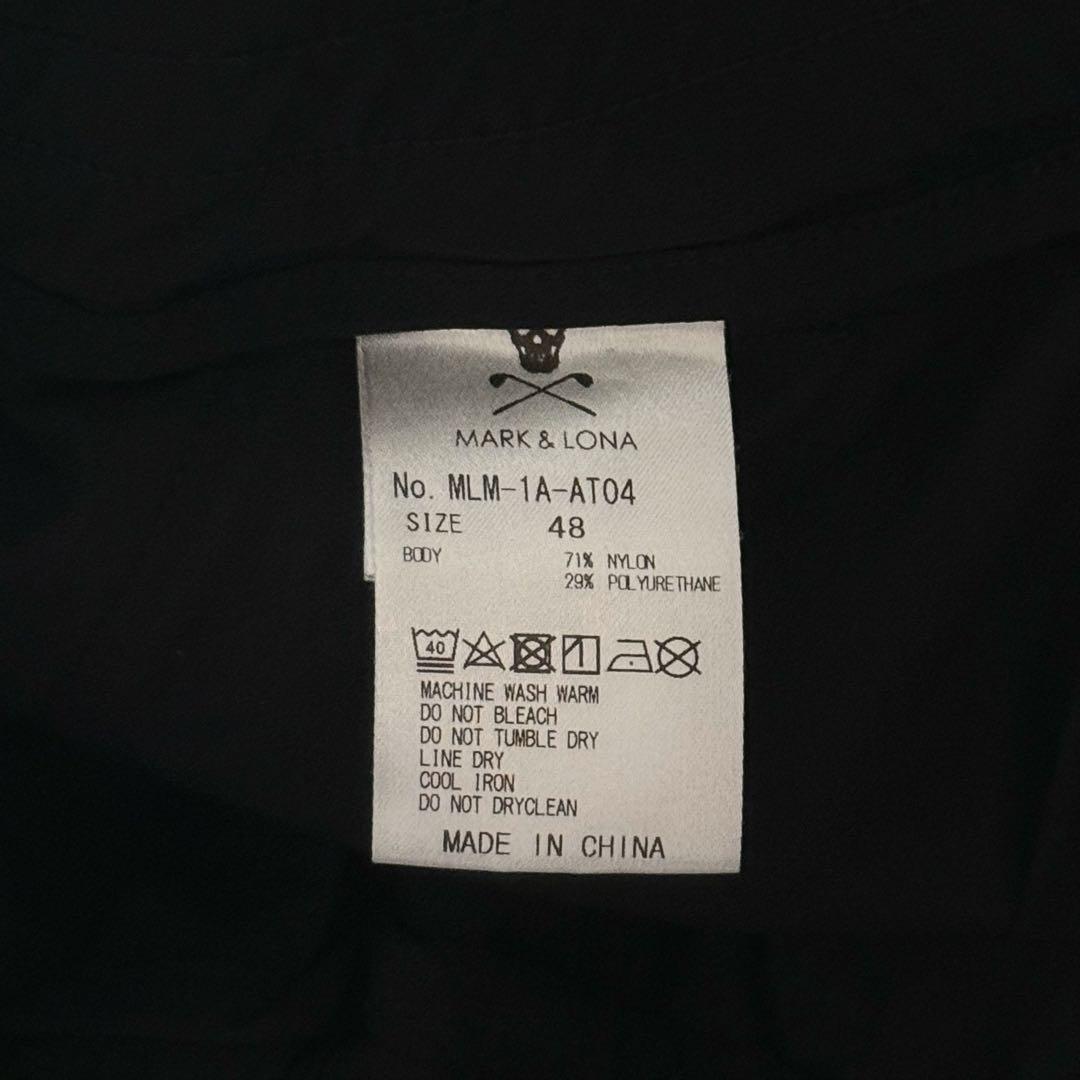 MARK & LONA
No. MLM-1A-AT04
SIZE 48
BODY 71% NYLON
29% POLYURETHANE
40
MACHINE WASH WARM
DO NOT BLEACH
DO NOT TUMBLE DRY
LINE DRY
COOL IRON
DO NOT DRYCLEAN
MADE IN CHINA